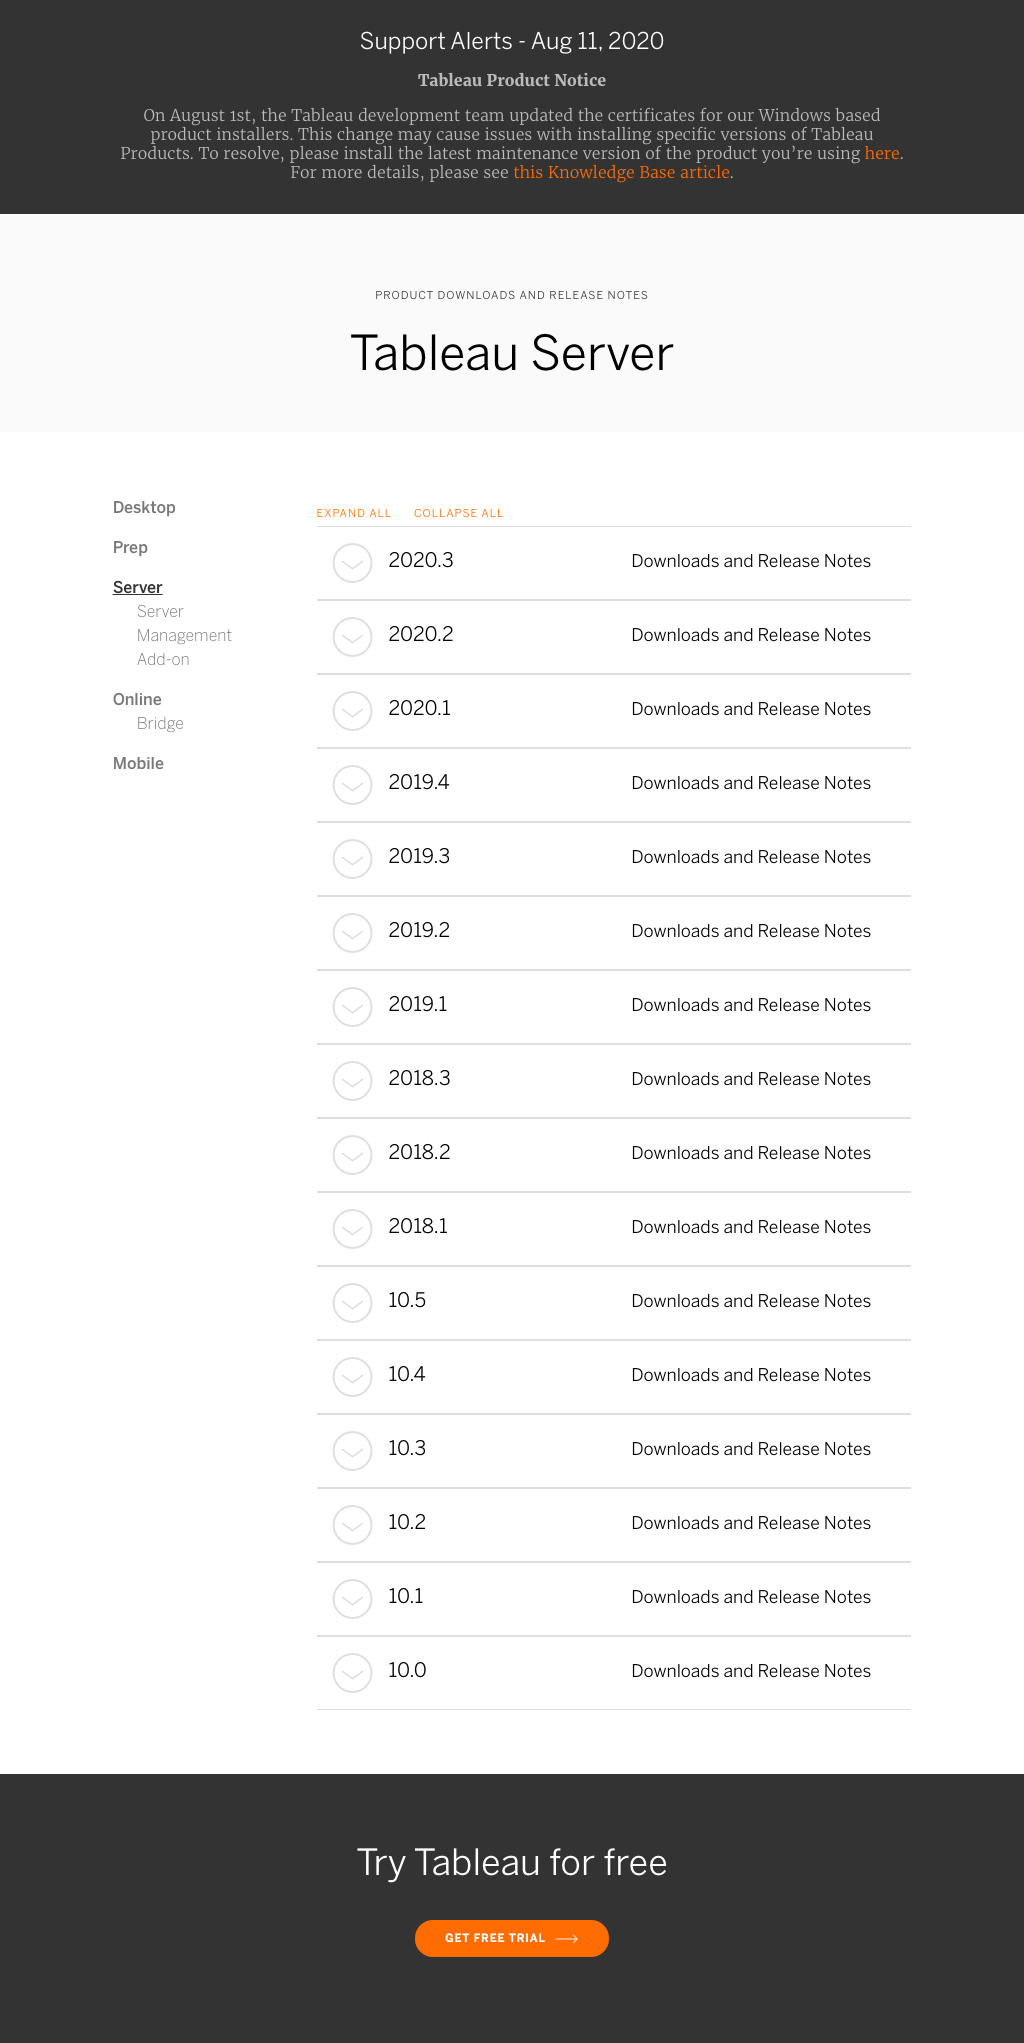 Support Alerts - Aug 11, 2020
Tableau Product Notice
On August 1st, the Tableau development team updated the certificates for our Windows based
product installers. This change may cause issues with installing specific versions of Tableau
Products. To resolve, please install the latest maintenance version of the product you’re using here.
For more details, please see this Knowledge Base article.
PRODUCT DOWNLOADS AND RELEASE NOTES
Tableau Server
Desktop
Prep
Server
Server
Management
Add-on
Online
Bridge
Mobile
EXPAND ALL COLLAPSE ALL
2020.3 Downloads and Release Notes
2020.2 Downloads and Release Notes
2020.1 Downloads and Release Notes
2019.4 Downloads and Release Notes
2019.3 Downloads and Release Notes
2019.2 Downloads and Release Notes
2019.1 Downloads and Release Notes
2018.3 Downloads and Release Notes
2018.2 Downloads and Release Notes
2018.1 Downloads and Release Notes
10.5 Downloads and Release Notes
10.4 Downloads and Release Notes
10.3 Downloads and Release Notes
10.2 Downloads and Release Notes
10.1 Downloads and Release Notes
10.0 Downloads and Release Notes
Try Tableau for free
GET FREE TRIAL